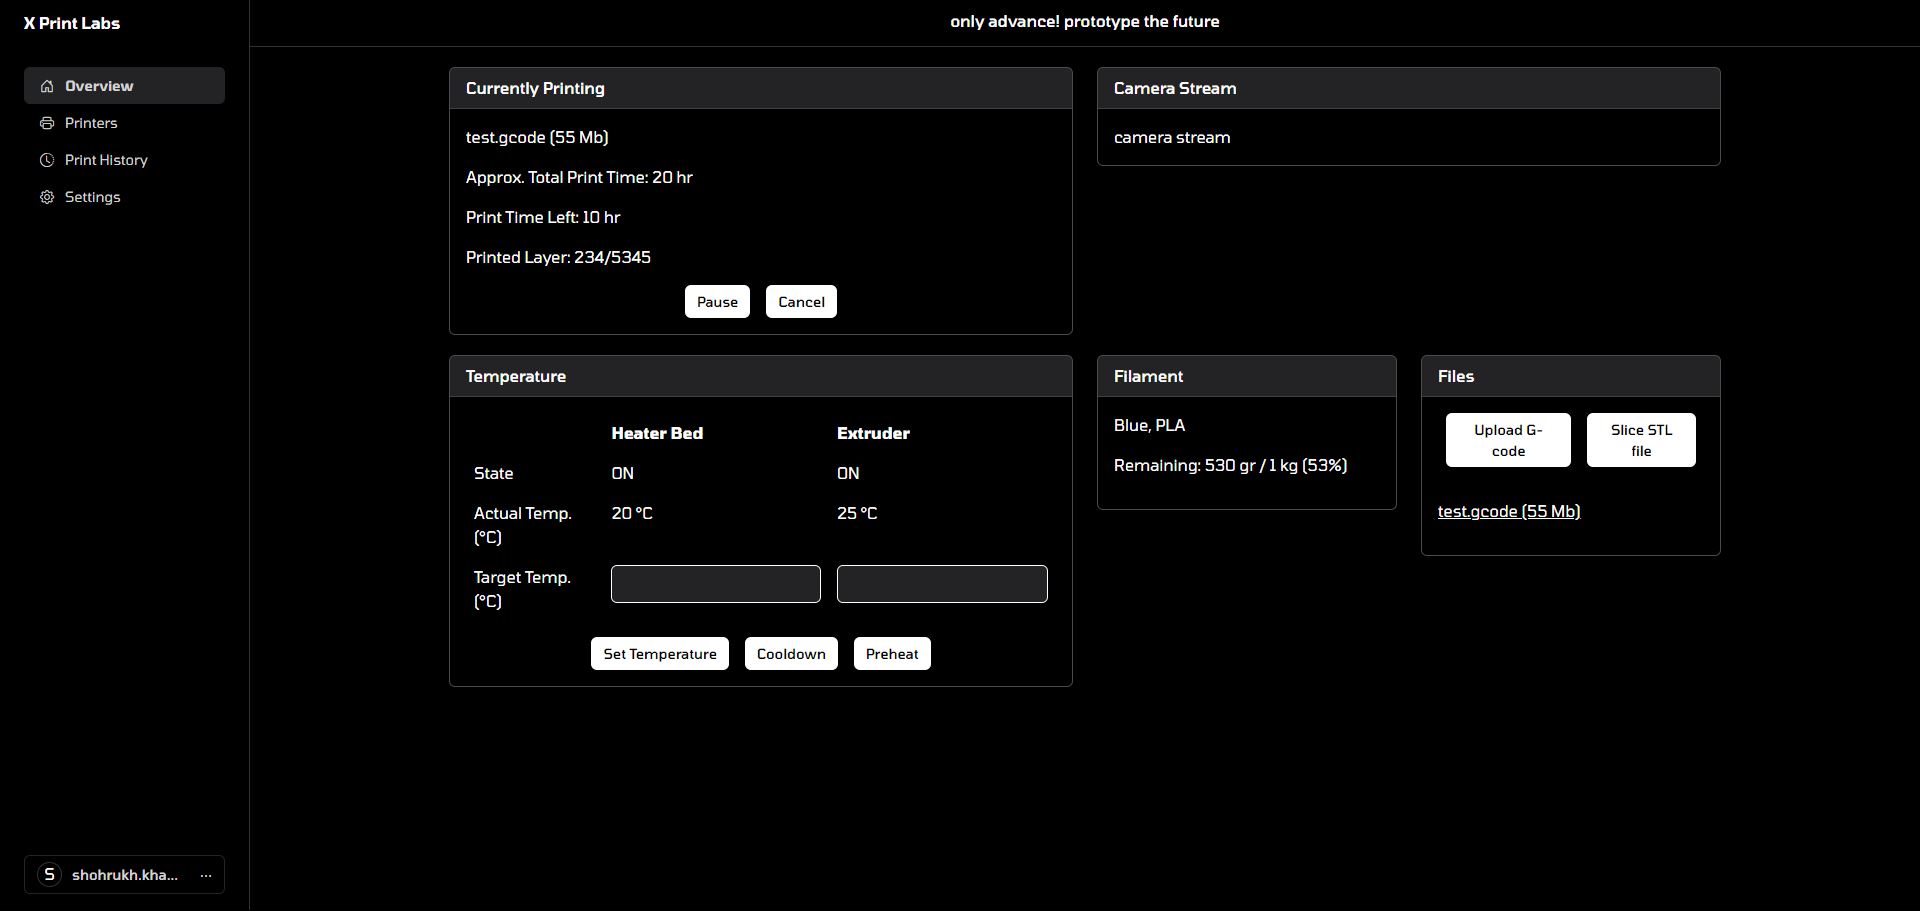 X Print Labs
only advance! prototype the future
Overview
Printers
Print History
Settings
Currently Printing
test.gcode (55 Mb)
Approx. Total Print Time: 20 hr
Print Time Left: 10 hr
Printed Layer: 234/5345
Pause Cancel
Camera Stream
camera stream
Temperature
Heater Bed Extruder
State ON ON
Actual Temp. 20 °C 25 °C
(°C)
Target Temp.
(°C)
Set Temperature Cooldown Preheat
Filament
Blue, PLA
Remaining: 530 gr / 1 kg (53%)
Files
Upload G-
code
Slice STL
file
test.gcode (55 Mb)
S shohrukh.kha... ...